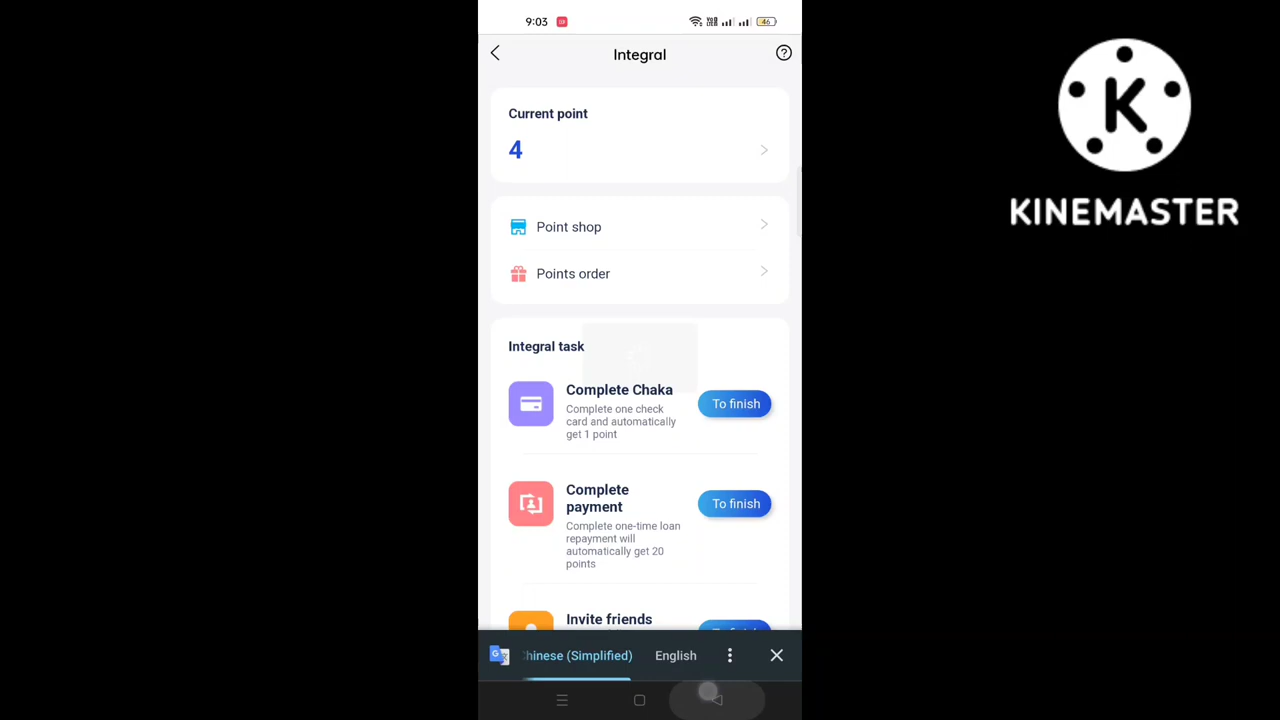 9:03
46
Integral
Current point
4
Point shop
Points order
Integral task
Complete Chaka
Complete one check
card and automatically
get 1 point
To finish
Complete
payment
Complete one-time loan
repayment will
automatically get 20
points
To finish
Invite friends
hinese (Simplified)
English
K
KINEMASTER